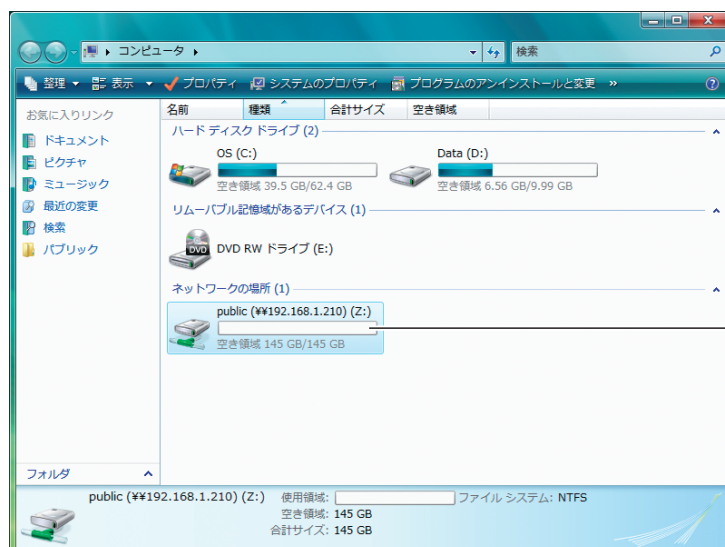 コンピュータ
検索
整理 表示 プロパティ システムのプロパティ プログラムのアンインストールと変更 »
お気に入りリンク
ドキュメント
ピクチャ
ミュージック
最近の変更
検索
パブリック
フォルダ
名前 種類 合計サイズ 空き領域
ハード ディスク ドライブ (2)
OS (C:)
空き領域 39.5 GB/62.4 GB
Data (D:)
空き領域 6.56 GB/9.99 GB
リムーバブル記憶域があるデバイス (1)
DVD
DVD RW ドライブ (E:)
ネットワークの場所 (1)
public (¥¥192.168.1.210) (Z:)
空き領域 145 GB/145 GB
public (¥¥192.168.1.210) (Z:) 使用領域: ファイル システム: NTFS
空き領域: 145 GB
合計サイズ: 145 GB